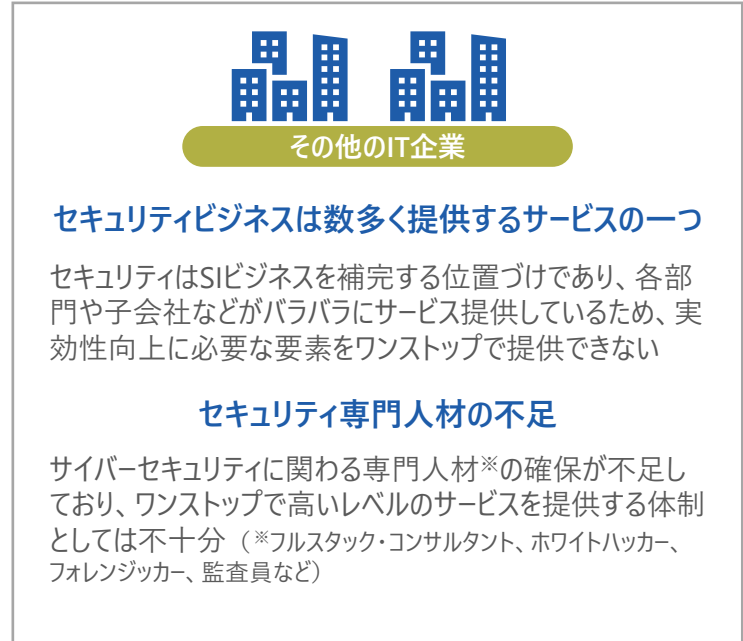 その他のIT企業
セキュリティビジネスは数多く提供するサービスの一つ
セキュリティはSIビジネスを補完する位置づけであり、各部
門や子会社などがバラバラにサービス提供しているため、実
効性向上に必要な要素をワンストップで提供できない
セキュリティ専門人材の不足
サイバーセキュリティに関わる専門人材※の確保が不足し
ており、ワンストップで高いレベルのサービスを提供する体制
としては不十分（※フルスタック・コンサルタント、ホワイトハッカー、
フォレンジッカー、監査員など）